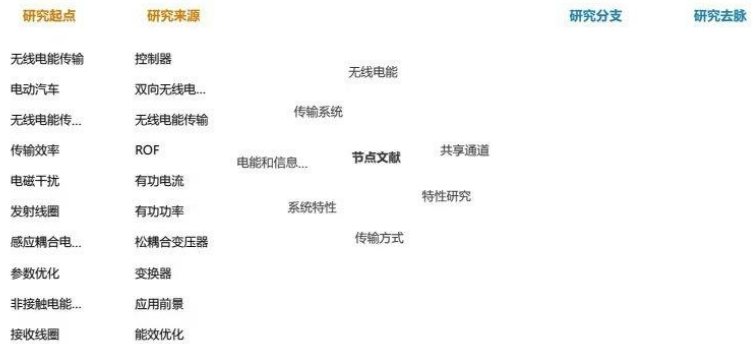 研究起点 研究来源 研究分支 研究去脉
无线电能传输 控制器
无线电能
电动汽车 双向无线电...
传输系统
无线电能传... 无线电能传输
传输效率 ROF
共享通道
节点文献
电能和信息...
电磁干扰 有功电流
特性研究
发射线圈 有功功率
系统特性
感应耦合电... 松耦合变压器
传输方式
参数优化 变换器
非接触电能... 应用前景
接收线圈 能效优化